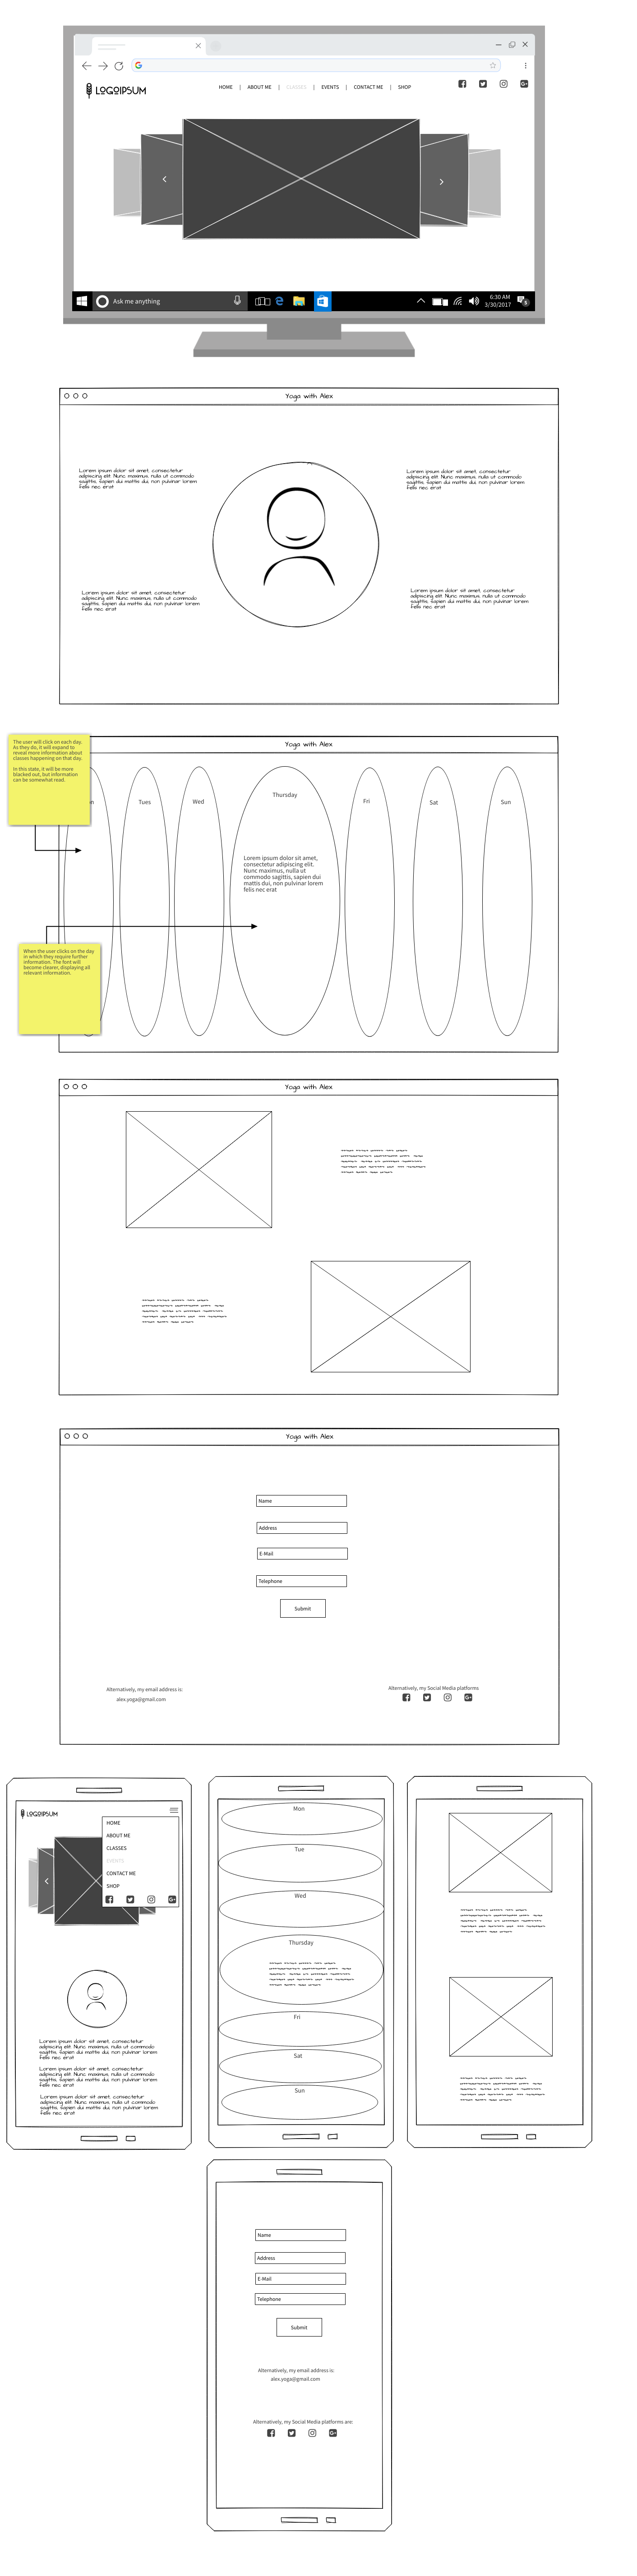 LOGOIPSUM
HOME | ABOUT ME | CLASSES | EVENTS | CONTACT ME | SHOP
Ask me anything
6:30 AM
3/30/2017
Yoga with Alex
Lorem ipsum dolor sit amet, consectetur
adipiscing elit. Nunc maximus, nulla ut commodo
sagittis, sapien dui mattis dui, non pulvinar lorem
felis nec erat
Lorem ipsum dolor sit amet, consectetur
adipiscing elit. Nunc maximus, nulla ut commodo
sagittis, sapien dui mattis dui, non pulvinar lorem
felis nec erat
Lorem ipsum dolor sit amet, consectetur
adipiscing elit. Nunc maximus, nulla ut commodo
sagittis, sapien dui mattis dui, non pulvinar lorem
felis nec erat
Lorem ipsum dolor sit amet, consectetur
adipiscing elit. Nunc maximus, nulla ut commodo
sagittis, sapien dui mattis dui, non pulvinar lorem
felis nec erat
The user will click on each day.
As they do, it will expand to
reveal more information about
classes happening on that day.
In this state, it will be more
blacked out, but information
can be somewhat read.
Yoga with Alex
Tues
Wed
Thursday
Fri
Sat
Sun
Lorem ipsum dolor sit amet,
consectetur adipiscing elit.
Nunc maximus, nulla ut
commodo sagittis, sapien dui
mattis dui, non pulvinar lorem
felis nec erat
When the user clicks on the day
in which they require further
information. The font will
become clearer, displaying all
relevant information.
Yoga with Alex
Yoga with Alex
Name
Address
E-Mail
Telephone
Submit
Alternatively, my email address is:
alex.yoga@gmail.com
Alternatively, my Social Media platforms
LOGOIPSUM
HOME
ABOUT ME
CLASSES
EVENTS
CONTACT ME
SHOP
Lorem ipsum dolor sit amet, consectetur
adipiscing elit. Nunc maximus, nulla ut commodo
sagittis, sapien dui mattis dui, non pulvinar lorem
felis nec erat
Lorem ipsum dolor sit amet, consectetur
adipiscing elit. Nunc maximus, nulla ut commodo
sagittis, sapien dui mattis dui, non pulvinar lorem
felis nec erat
Lorem ipsum dolor sit amet, consectetur
adipiscing elit. Nunc maximus, nulla ut commodo
sagittis, sapien dui mattis dui, non pulvinar lorem
felis nec erat
Mon
Tue
Wed
Thursday
Fri
Sat
Sun
Name
Address
E-Mail
Telephone
Submit
Alternatively, my email address is:
alex.yoga@gmail.com
Alternatively, my Social Media platforms are: